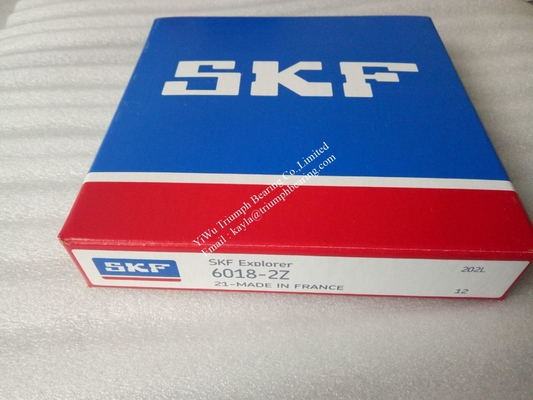 SKF
YiWu Triumph Bearing Co.,Limited
Email : kayla@triumphbearing.com
SKF
SKF Explorer
6018-2Z
21-MADE IN FRANCE
202L
12